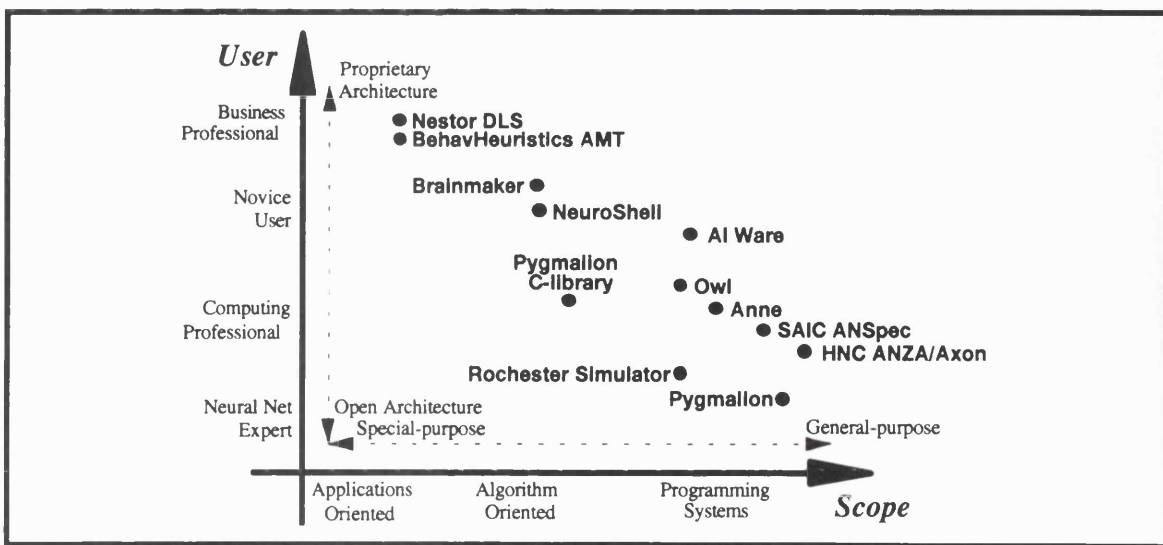 User
Proprietary
Architecture
Business
Professional
Nestor DLS
BehavHeuristics AMT
Brainmaker
Novice
User
NeuroShell
AI Ware
Pygmalion
C-library
Owl
Computing
Professional
Anne
SAIC ANSpec
HNC ANZA/Axon
Rochester Simulator
Pygmalion
Neural Net
Expert
Open Architecture
Special-purpose
General-purpose
Applications
Oriented
Algorithm
Oriented
Programming
Systems
Scope